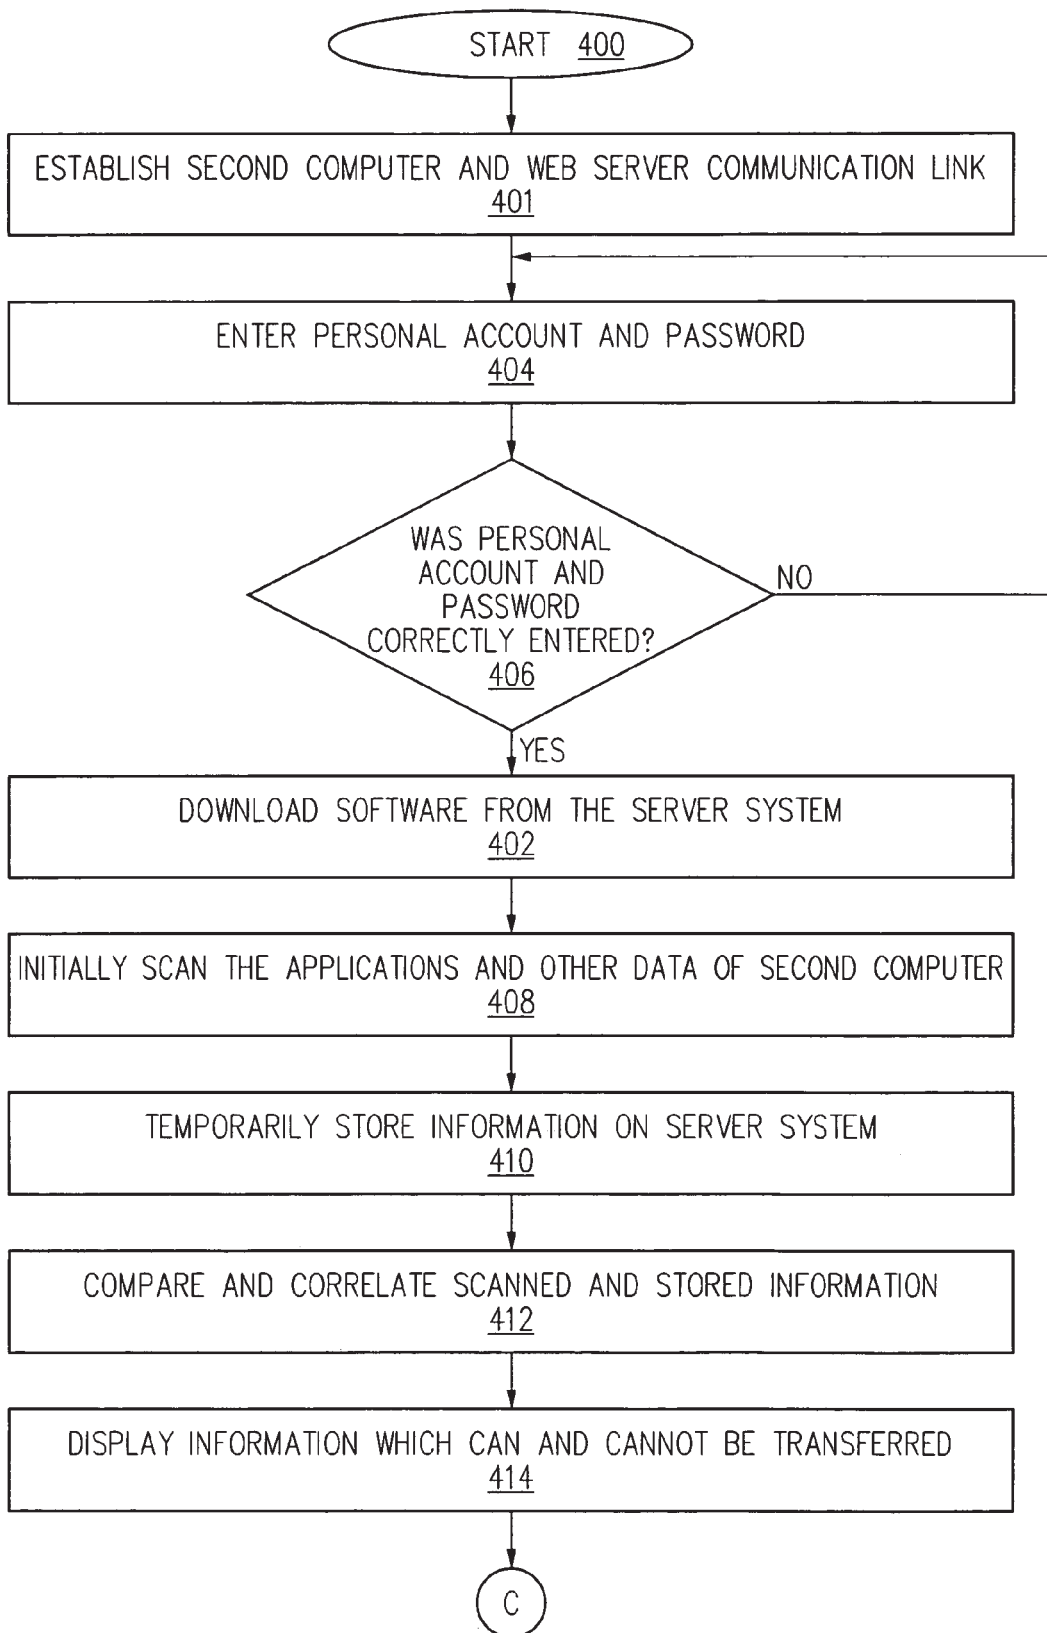 START 400
ESTABLISH SECOND COMPUTER AND WEB SERVER COMMUNICATION LINK
401
ENTER PERSONAL ACCOUNT AND PASSWORD
404
WAS PERSONAL
ACCOUNT AND
PASSWORD
CORRECTLY ENTERED?
406
NO
YES
DOWNLOAD SOFTWARE FROM THE SERVER SYSTEM
402
INITIALLY SCAN THE APPLICATIONS AND OTHER DATA OF SECOND COMPUTER
408
TEMPORARILY STORE INFORMATION ON SERVER SYSTEM
410
COMPARE AND CORRELATE SCANNED AND STORED INFORMATION
412
DISPLAY INFORMATION WHICH CAN AND CANNOT BE TRANSFERRED
414
C